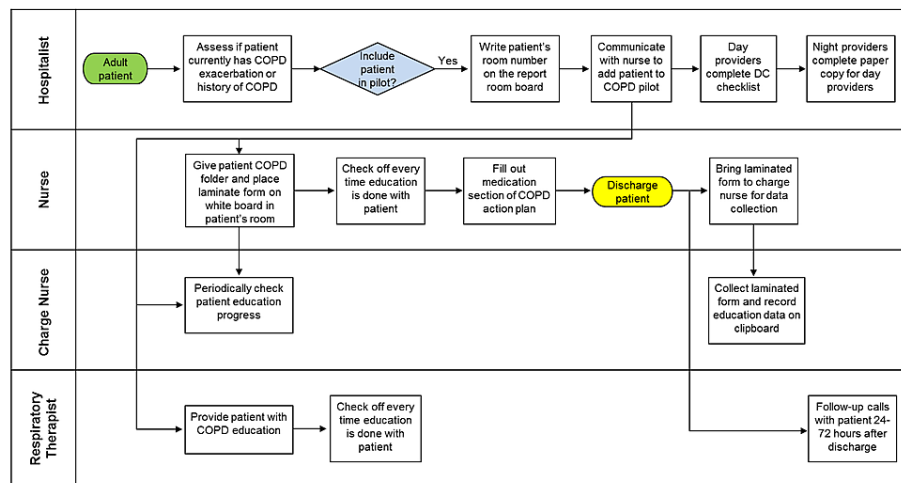 Hospitalist
Adult
patient
Assess if patient
currently has COPD
exacerbation or
history of COPD
Include
patient
in pilot?
Yes
Write patient's
room number
on the report
room board
Communicate
with nurse to
add patient to
COPD pilot
Day
providers
complete DC
checklist
Night providers
complete paper
copy for day
providers
Nurse
Give patient COPD
folder and place
laminate form on
white board in
patient's room
Check off every
time education
is done with
patient
Fill out
medication
section of COPD
action plan
Discharge
patient
Bring laminated
form to charge
nurse for data
collection
Charge Nurse
Periodically check
patient education
progress
Collect laminated
form and record
education data on
clipboard
Respiratory
Therapist
Provide patient with
COPD education
Check off every
time education
is done with
patient
Follow-up calls
with patient 24-
72 hours after
discharge